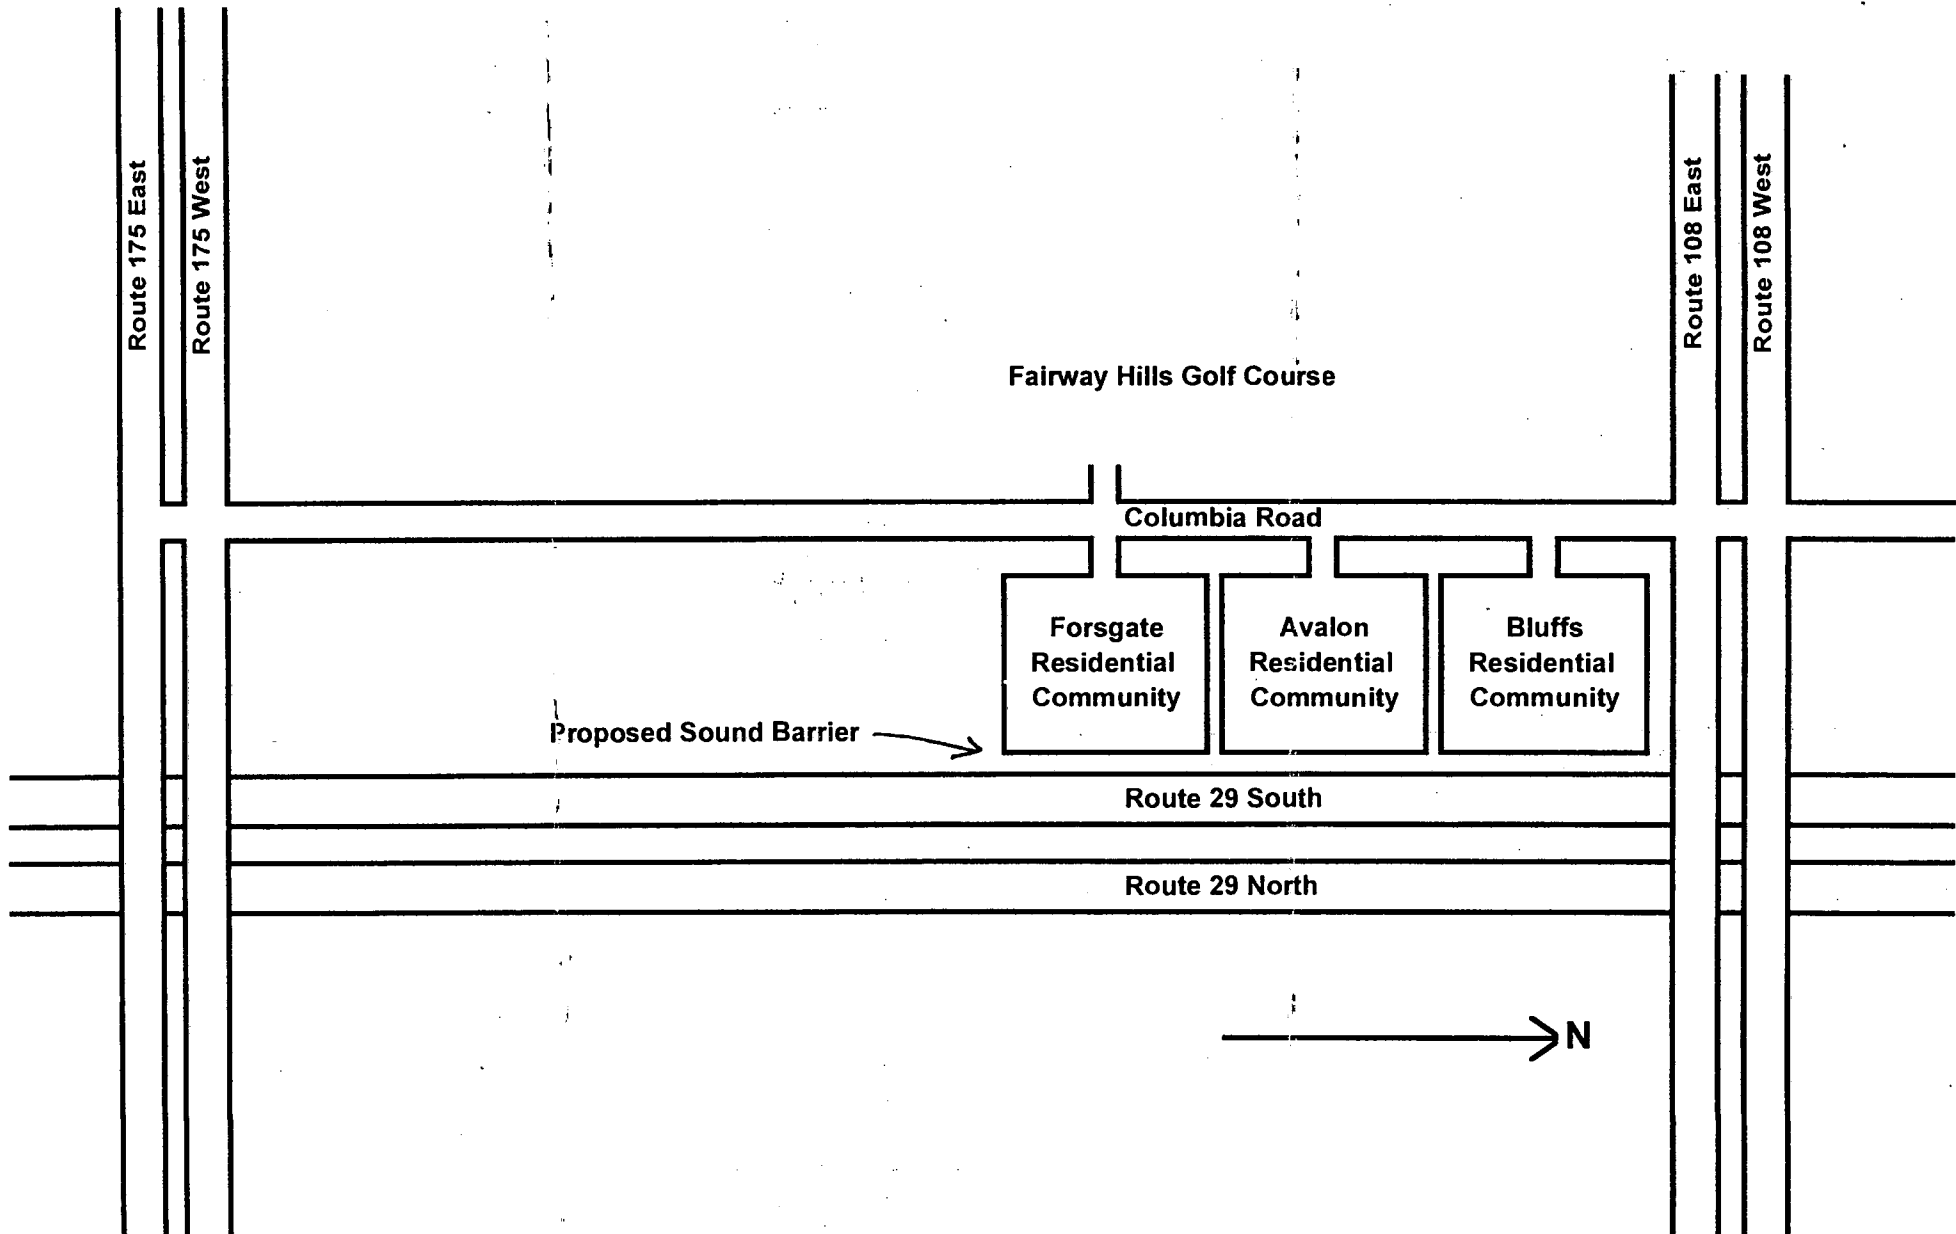 Route 175 East
Route 175 West
Route 108 East
Route 108 West
Fairway Hills Golf Course
Columbia Road
Forsgate
Residential
Community
Avalon
Residential
Community
Bluffs
Residential
Community
Proposed Sound Barrier
Route 29 South
Route 29 North
N